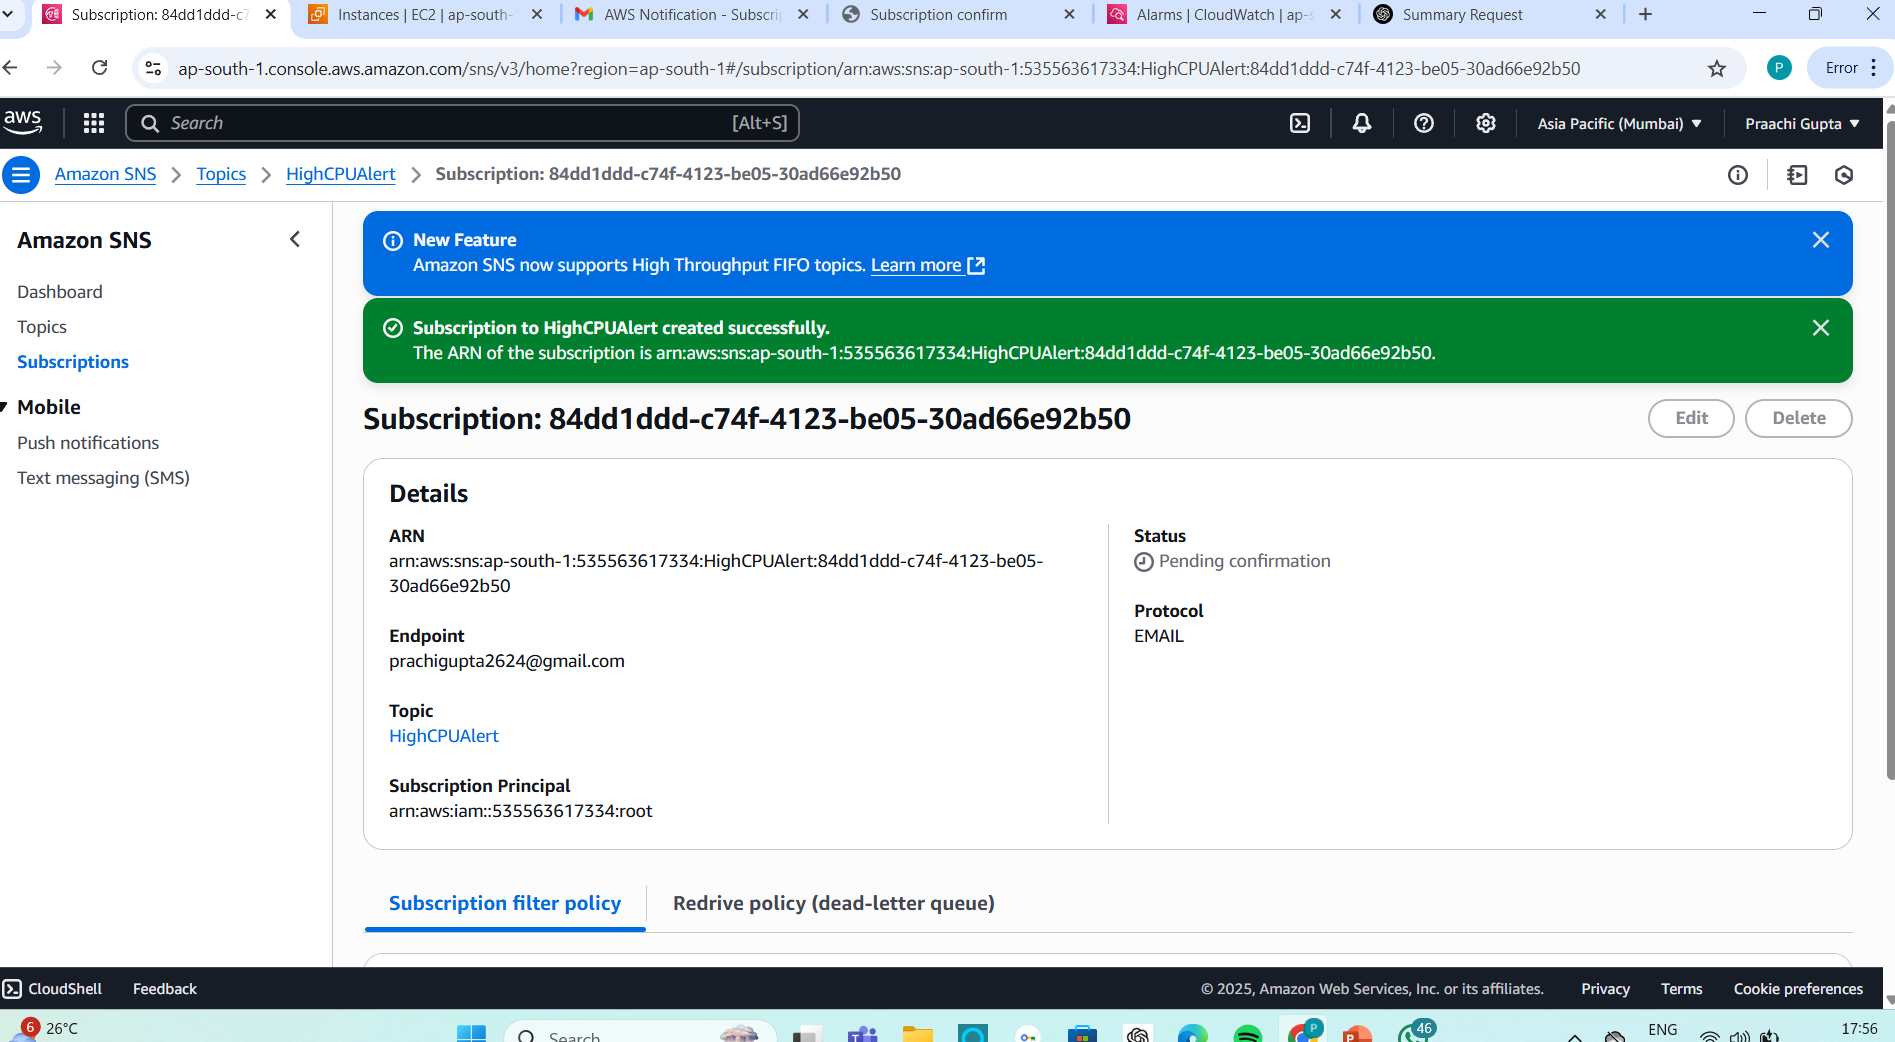 Subscription: 84dd1ddd-c7
Instances | EC2 | ap-south-
AWS Notification - Subscri
Subscription confirm
Alarms | CloudWatch | ap-s
Summary Request
ap-south-1.console.aws.amazon.com/sns/v3/home?region=ap-south-1#/subscription/arn:aws:sns:ap-south-1:535563617334:HighCPUAlert:84dd1ddd-c74f-4123-be05-30ad66e92b50
P
Error
aws
Search
[Alt+S]
Asia Pacific (Mumbai)
Praachi Gupta
Amazon SNS
Topics
HighCPUAlert
Subscription: 84dd1ddd-c74f-4123-be05-30ad66e92b50
Amazon SNS
Dashboard
Topics
Subscriptions
Mobile
Push notifications
Text messaging (SMS)
New Feature
Amazon SNS now supports High Throughput FIFO topics. Learn more
Subscription to HighCPUAlert created successfully.
The ARN of the subscription is arn:aws:sns:ap-south-1:535563617334:HighCPUAlert:84dd1ddd-c74f-4123-be05-30ad66e92b50.
Subscription: 84dd1ddd-c74f-4123-be05-30ad66e92b50
Edit
Delete
Details
ARN
arn:aws:sns:ap-south-1:535563617334:HighCPUAlert:84dd1ddd-c74f-4123-be05-
30ad66e92b50
Endpoint
prachigupta2624@gmail.com
Topic
HighCPUAlert
Subscription Principal
arn:aws:iam::535563617334:root
Status
Pending confirmation
Protocol
EMAIL
Subscription filter policy
Redrive policy (dead-letter queue)
CloudShell
Feedback
© 2025, Amazon Web Services, Inc. or its affiliates.
Privacy
Terms
Cookie preferences
6
26°C
Search
P
46
ENG
17:56